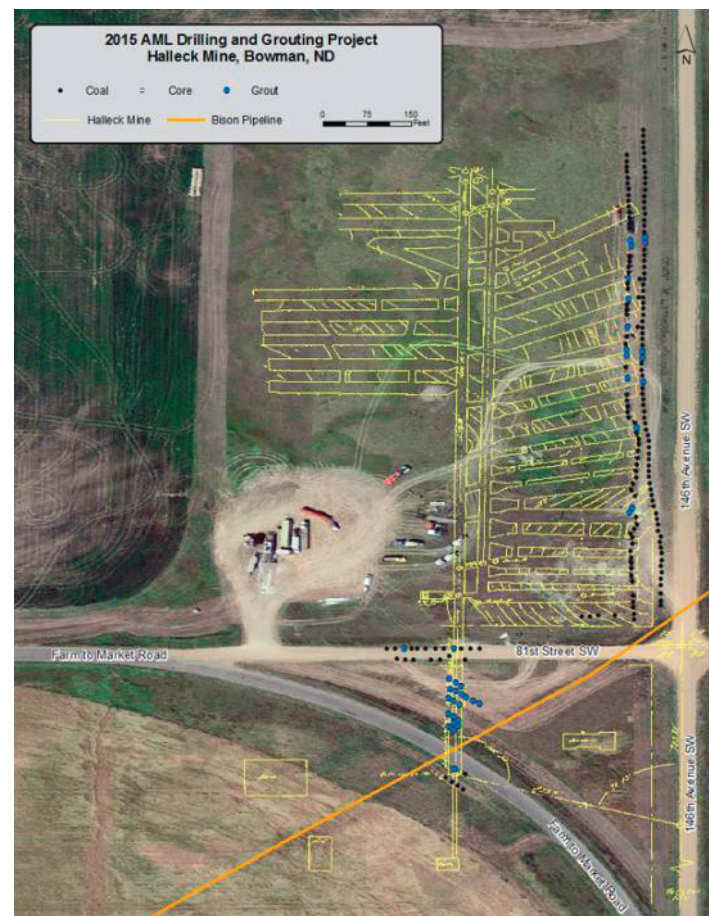 2015 AML Drilling and Grouting Project
Halleck Mine, Bowman, ND
Coal
Core
Grout
Halleck Mine
Bison Pipeline
0
75
150
Feet
N
146th Avenue SW
Farm to Market Road
81st Street SW
146th Avenue SW
Farm to Market Road